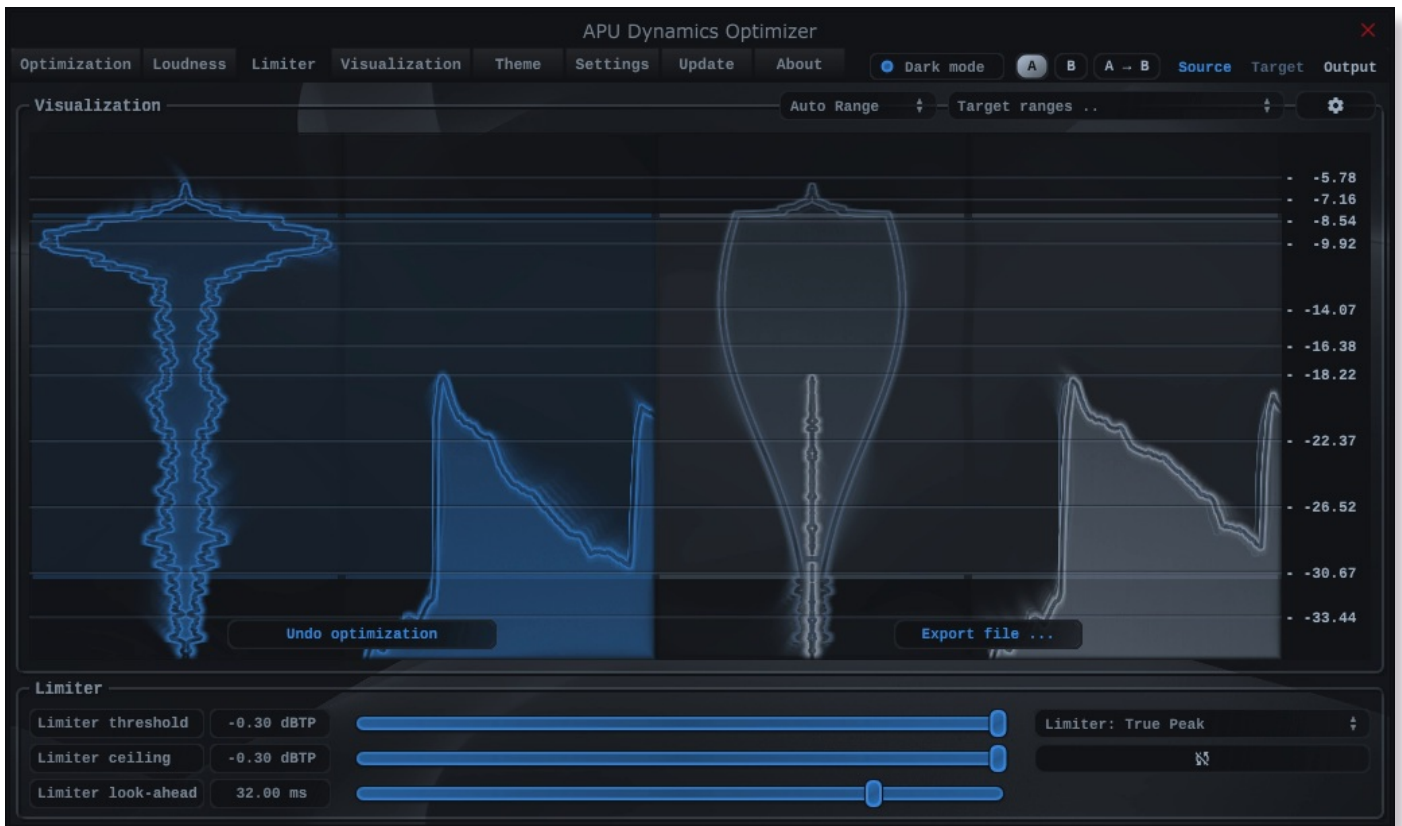 APU Dynamics Optimizer
Optimization Loudness Limiter Visualization Theme Settings Update About Dark mode A B A → B Source Target Output
Visualization Auto Range Target ranges ..
- -5.78
- -7.16
- -8.54
- -9.92
- -14.07
- -16.38
- -18.22
- -22.37
- -26.52
- -30.67
- -33.44
Undo optimization Export file ...
Limiter
Limiter threshold -0.30 dBTP Limiter: True Peak
Limiter ceiling -0.30 dBTP
Limiter look-ahead 32.00 ms